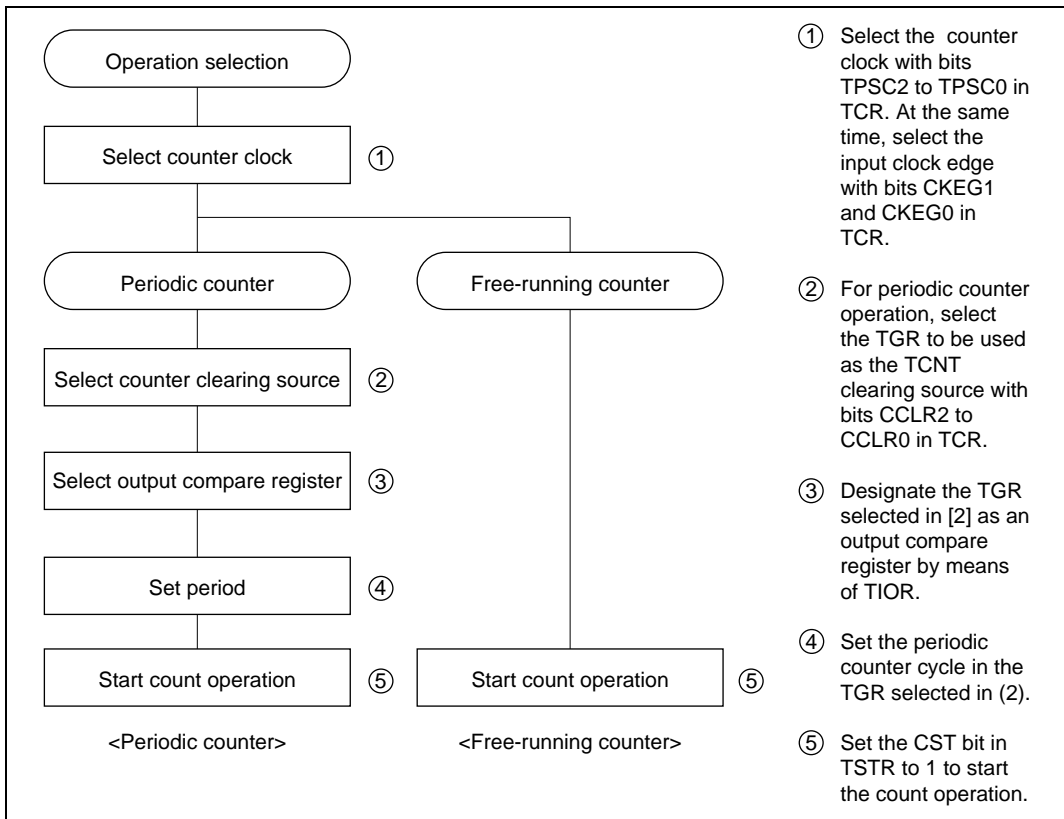 Operation selection
Select counter clock
①
Periodic counter
Free-running counter
Select counter clearing source
②
Select output compare register
③
Set period
④
Start count operation
⑤
Start count operation
⑤
<Periodic counter>
<Free-running counter>
① Select the counter
clock with bits
TPSC2 to TPSC0 in
TCR. At the same
time, select the
input clock edge
with bits CKEG1
and CKEG0 in
TCR.
② For periodic counter
operation, select
the TGR to be used
as the TCNT
clearing source with
bits CCLR2 to
CCLR0 in TCR.
③ Designate the TGR
selected in [2] as an
output compare
register by means
of TIOR.
④ Set the periodic
counter cycle in the
TGR selected in (2).
⑤ Set the CST bit in
TSTR to 1 to start
the count operation.